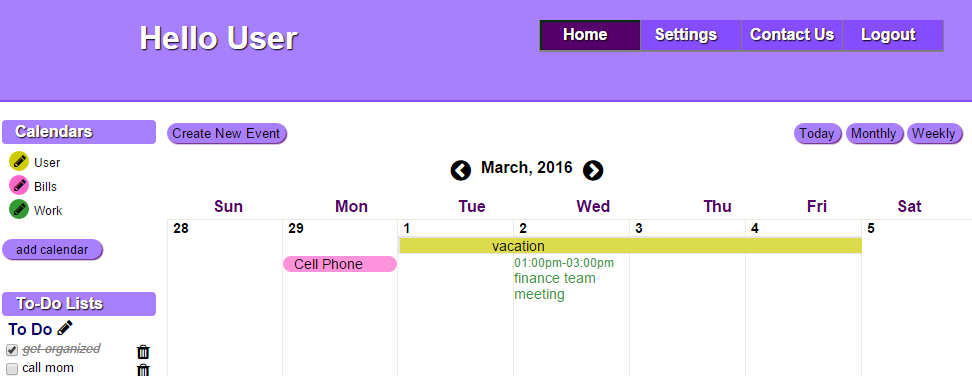 Hello User
Home Settings Contact Us Logout
Calendars
User
Bills
Work
add calendar
To-Do Lists
To Do
get organized
call mom
Create New Event
Today Monthly Weekly
March, 2016
Sun Mon Tue Wed Thu Fri Sat
28 29 1 2 3 4 5
vacation
Cell Phone
01:00pm-03:00pm
finance team
meeting